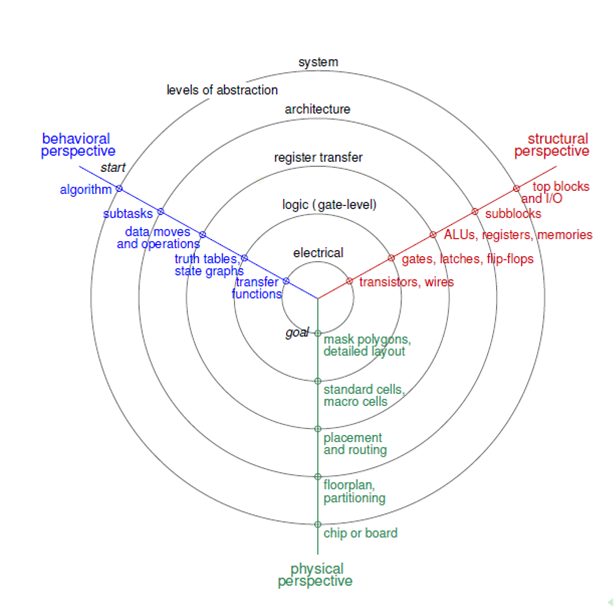 system
levels of abstraction
architecture
behavioral
perspective
structural
perspective
start
register transfer
algorithm
top blocks
and I/O
logic (gate-level)
subtasks
subblocks
data moves
and operations
ALUs, registers, memories
electrical
truth tables,
state graphs
gates, latches, flip-flops
transfer
functions
transistors, wires
goal
mask polygons,
detailed layout
standard cells,
macro cells
placement
and routing
floorplan,
partitioning
chip or board
physical
perspective